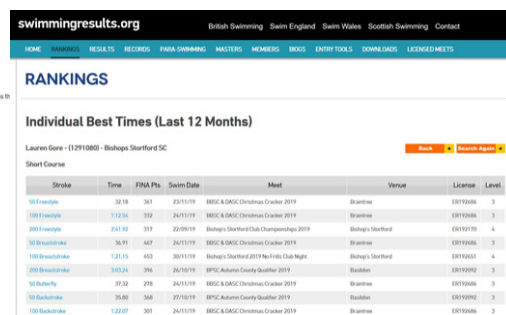 swimmingresults.org
British Swimming Swim England Swim Wales Scottish Swimming Contact
HOME RANKINGS RESULTS RECORDS PARA-SWIMMING MASTERS MEMBERS BIOGS ENTRY TOOLS DOWNLOADS LICENSED MEETS
RANKINGS
s th
Individual Best Times (Last 12 Months)
Lauren Gore - (1291080) - Bishops Stortford SC
Back Search Again
Short Course
Stroke Time FINA Pts Swim Date Meet Venue License Level
50 Freestyle 32.18 361 23/11/19 BBSC & DASC Christmas Cracker 2019 Braintree ER192686 3
100 Freestyle 1:12.54 332 24/11/19 BBSC & DASC Christmas Cracker 2019 Braintree ER192686 3
200 Freestyle 2:41.92 317 22/09/19 Bishop's Stortford Club Championships 2019 Bishop's Stortford ER192170 4
50 Breaststroke 36.91 467 24/11/19 BBSC & DASC Christmas Cracker 2019 Braintree ER192686 3
100 Breaststroke 1:21.15 453 30/11/19 Bishop's Stortford 2019 No Frills Club Night Bishop's Stortford ER192651 4
200 Breaststroke 3:03.24 396 26/10/19 BPSC Autumn County Qualifier 2019 Basildon ER192092 3
50 Butterfly 37.32 278 24/11/19 BBSC & DASC Christmas Cracker 2019 Braintree ER192686 3
50 Backstroke 35.80 368 27/10/19 BPSC Autumn County Qualifier 2019 Basildon ER192092 3
100 Backstroke 1:22.07 301 24/11/19 BBSC & DASC Christmas Cracker 2019 Braintree ER192686 3